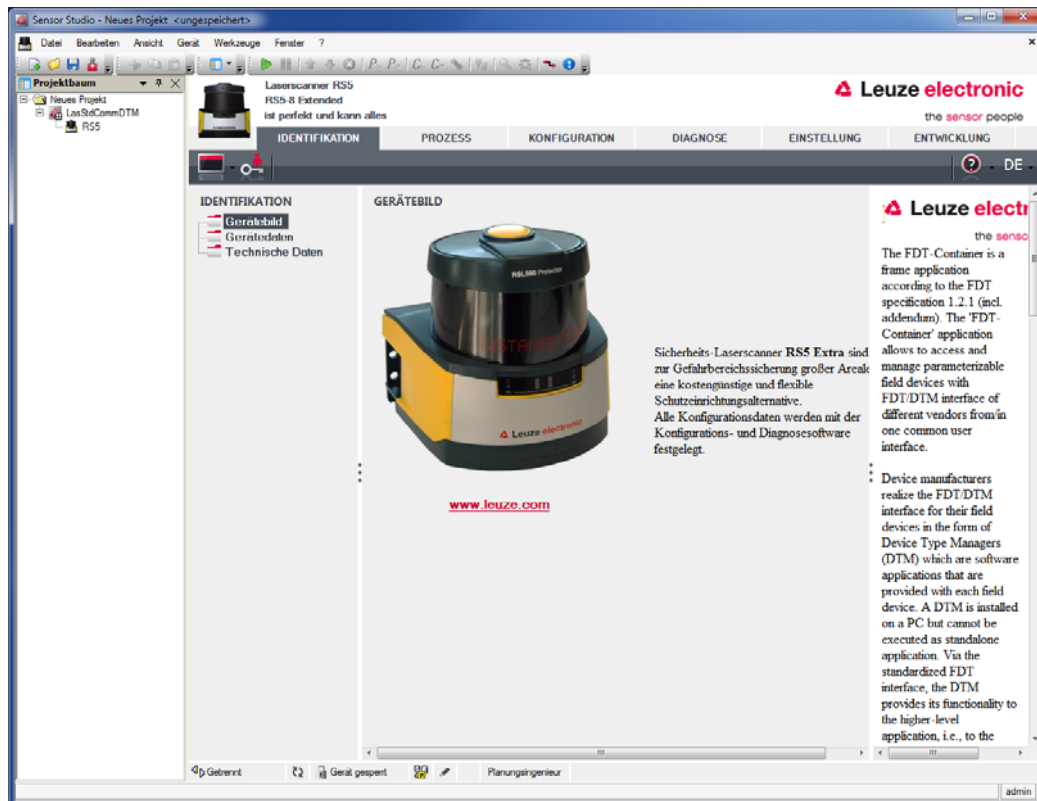 Sensor Studio - Neues Projekt <ungespeichert>
Datei Bearbeiten Ansicht Gerät Werkzeuge Fenster ?
Projektbaum
Neues Projekt
LasStdCommDTM
RS5
Laserscanner RS5
RS5-8 Extended
ist perfekt und kann alles
Leuze electronic
the sensor people
IDENTIFIKATION PROZESS KONFIGURATION DIAGNOSE EINSTELLUNG ENTWICKLUNG
DE
IDENTIFIKATION
Gerätebild
Gerätedaten
Technische Daten
GERÄTEBILD
RSL500 Protector
DISTANCE
Leuze electronic
www.leuze.com
Sicherheits-Laserscanner RS5 Extra sind
zur Gefahrbereichssicherung großer Areale
eine kostengünstige und flexible
Schutzeinrichtungsalternative.
Alle Konfigurationsdaten werden mit der
Konfigurations- und Diagnosesoftware
festgelegt.
Leuze electr
the senso
The FDT-Container is a
frame application
according to the FDT
specification 1.2.1 (incl.
addendum). The 'FDT-
Container' application
allows to access and
manage parameterizable
field devices with
FDT/DTM interface of
different vendors from/in
one common user
interface.
Device manufacturers
realize the FDT/DTM
interface for their field
devices in the form of
Device Type Managers
(DTM) which are software
applications that are
provided with each field
device. A DTM is installed
on a PC but cannot be
executed as standalone
application. Via the
standardized FDT
interface, the DTM
provides its functionality to
the higher-level
application, i.e., to the
Getrennt Gerät gesperrt Planungsingenieur
admin